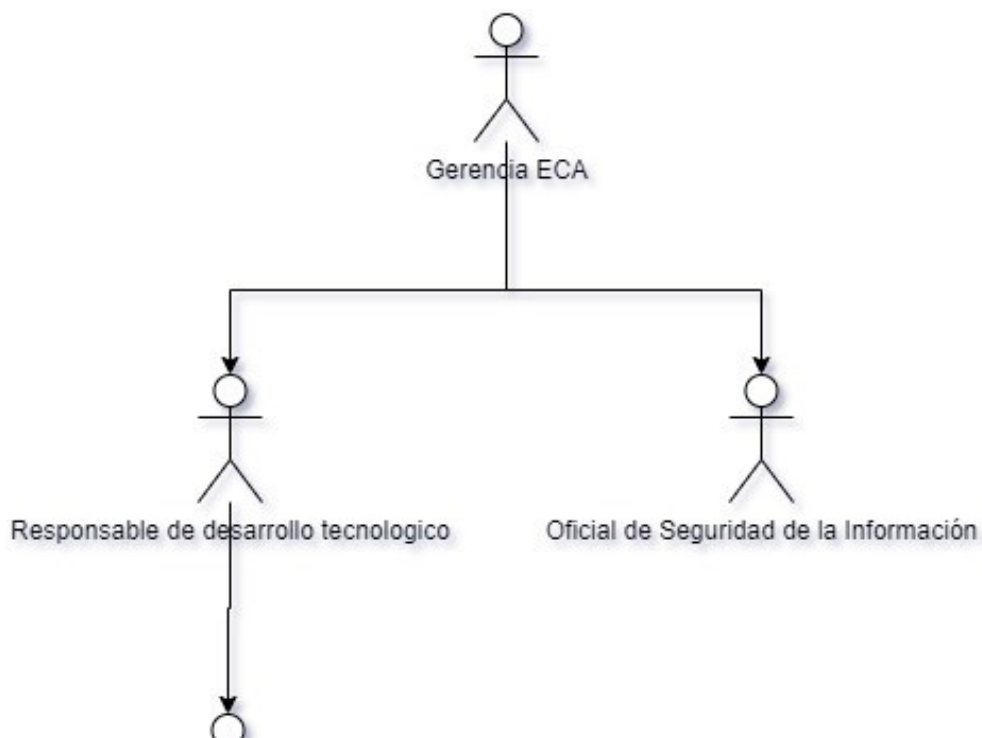 Gerencia ECA
Responsable de desarrollo tecnologico
Oficial de Seguridad de la Información